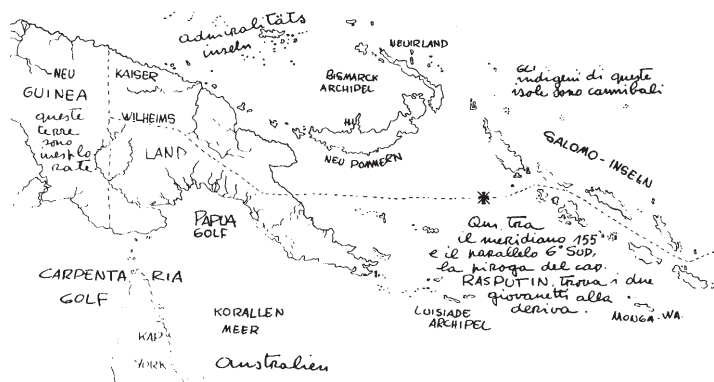 admiralitäts
inseln
NEUIRLAND
BISMARCK
ARCHIPEL
NEU POMMERN
NEU
GUINEA
queste
terre
sono
inesplo
rate
KAISER
WILHEIMS
LAND
GLI
indigeni di queste
isole sono cannibali
SALOMO-INSELN
PAPUA
GOLF
Qui, tra
il meridiano 155°
e il parallelo 6° SUD,
la piroga del cap.
RASPUTIN, trova i due
giovanetti alla
deriva.
CARPENTARIA
GOLF
KORALLEN
MEER
LUISIADE
ARCHIPEL
MONGA-WA.
KAP
YORK
Australien